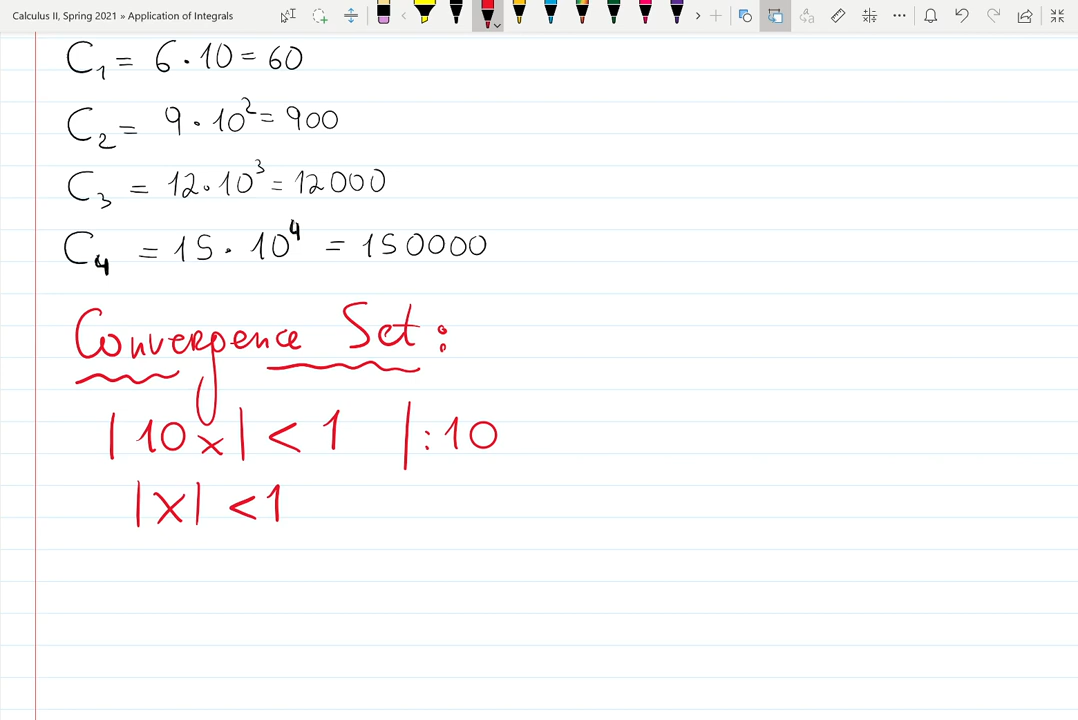 Calculus II, Spring 2021 » Application of Integrals
C₁ = 6 · 10 = 60
C₂ = 9 · 10² = 900
C₃ = 12 · 10³ = 12000
C₄ = 15 · 10⁴ = 150000
Convergence Set:
|10x| < 1 | : 10
|x| < 1